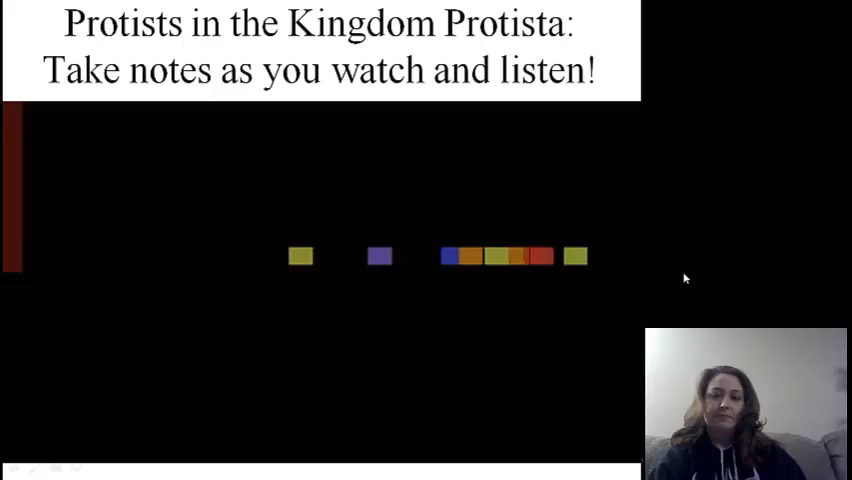 Protists in the Kingdom Protista:
Take notes as you watch and listen!